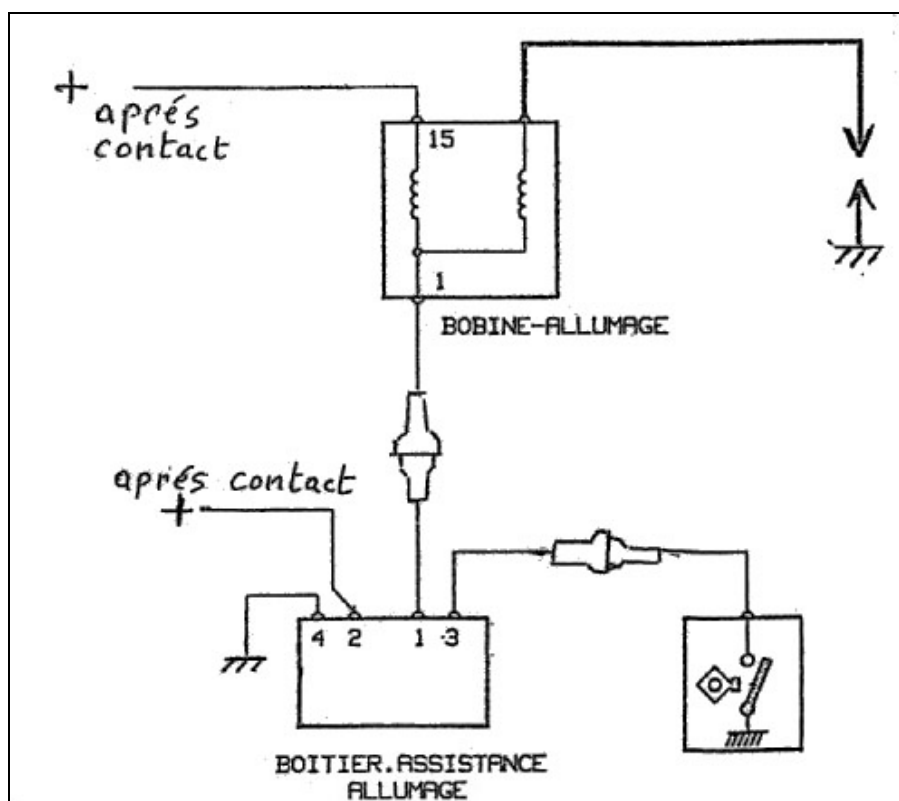 + aprés
contact
15
1
BOBINE-ALLUMAGE
aprés contact
+
4 2 1 3
BOITIER.ASSISTANCE
ALLUMAGE